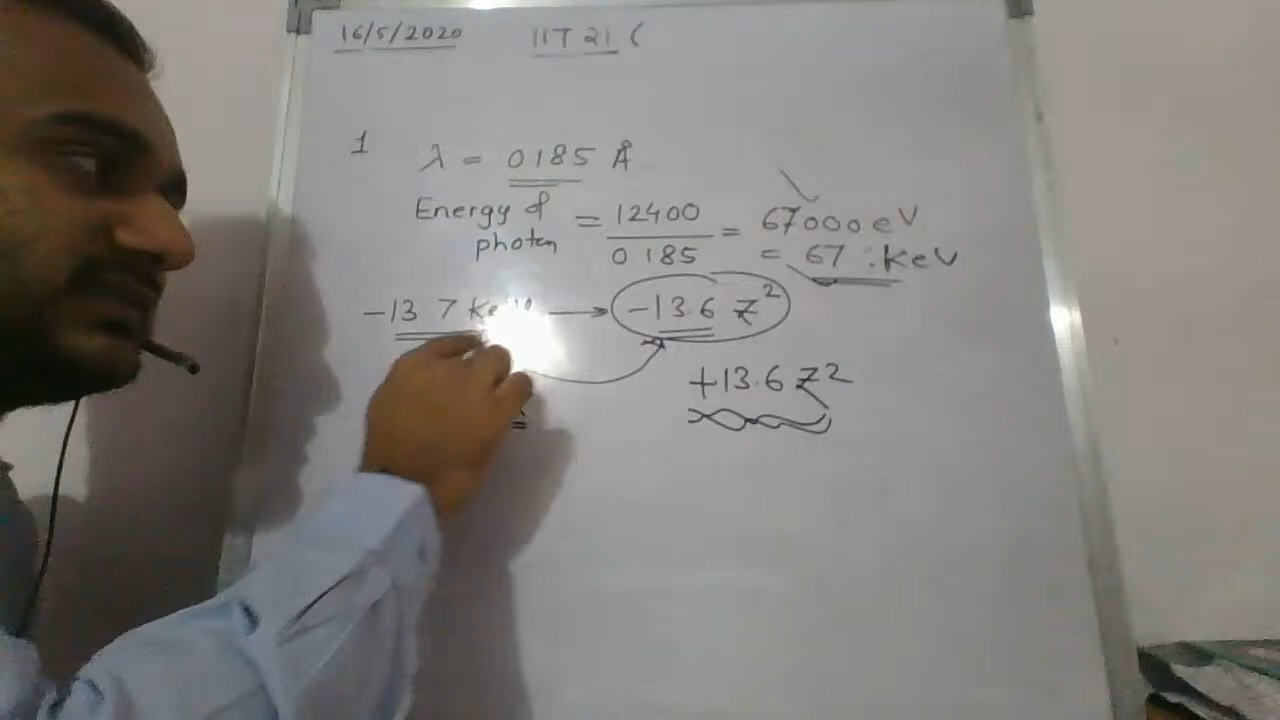 16/5/2020 IIT 21 (
1 λ = 0185 Å
Energy of photon = 12400 / 0185 = 67000 eV
= 67 : KeV
-13 7 → -13.6 Z²
+13.6 Z2